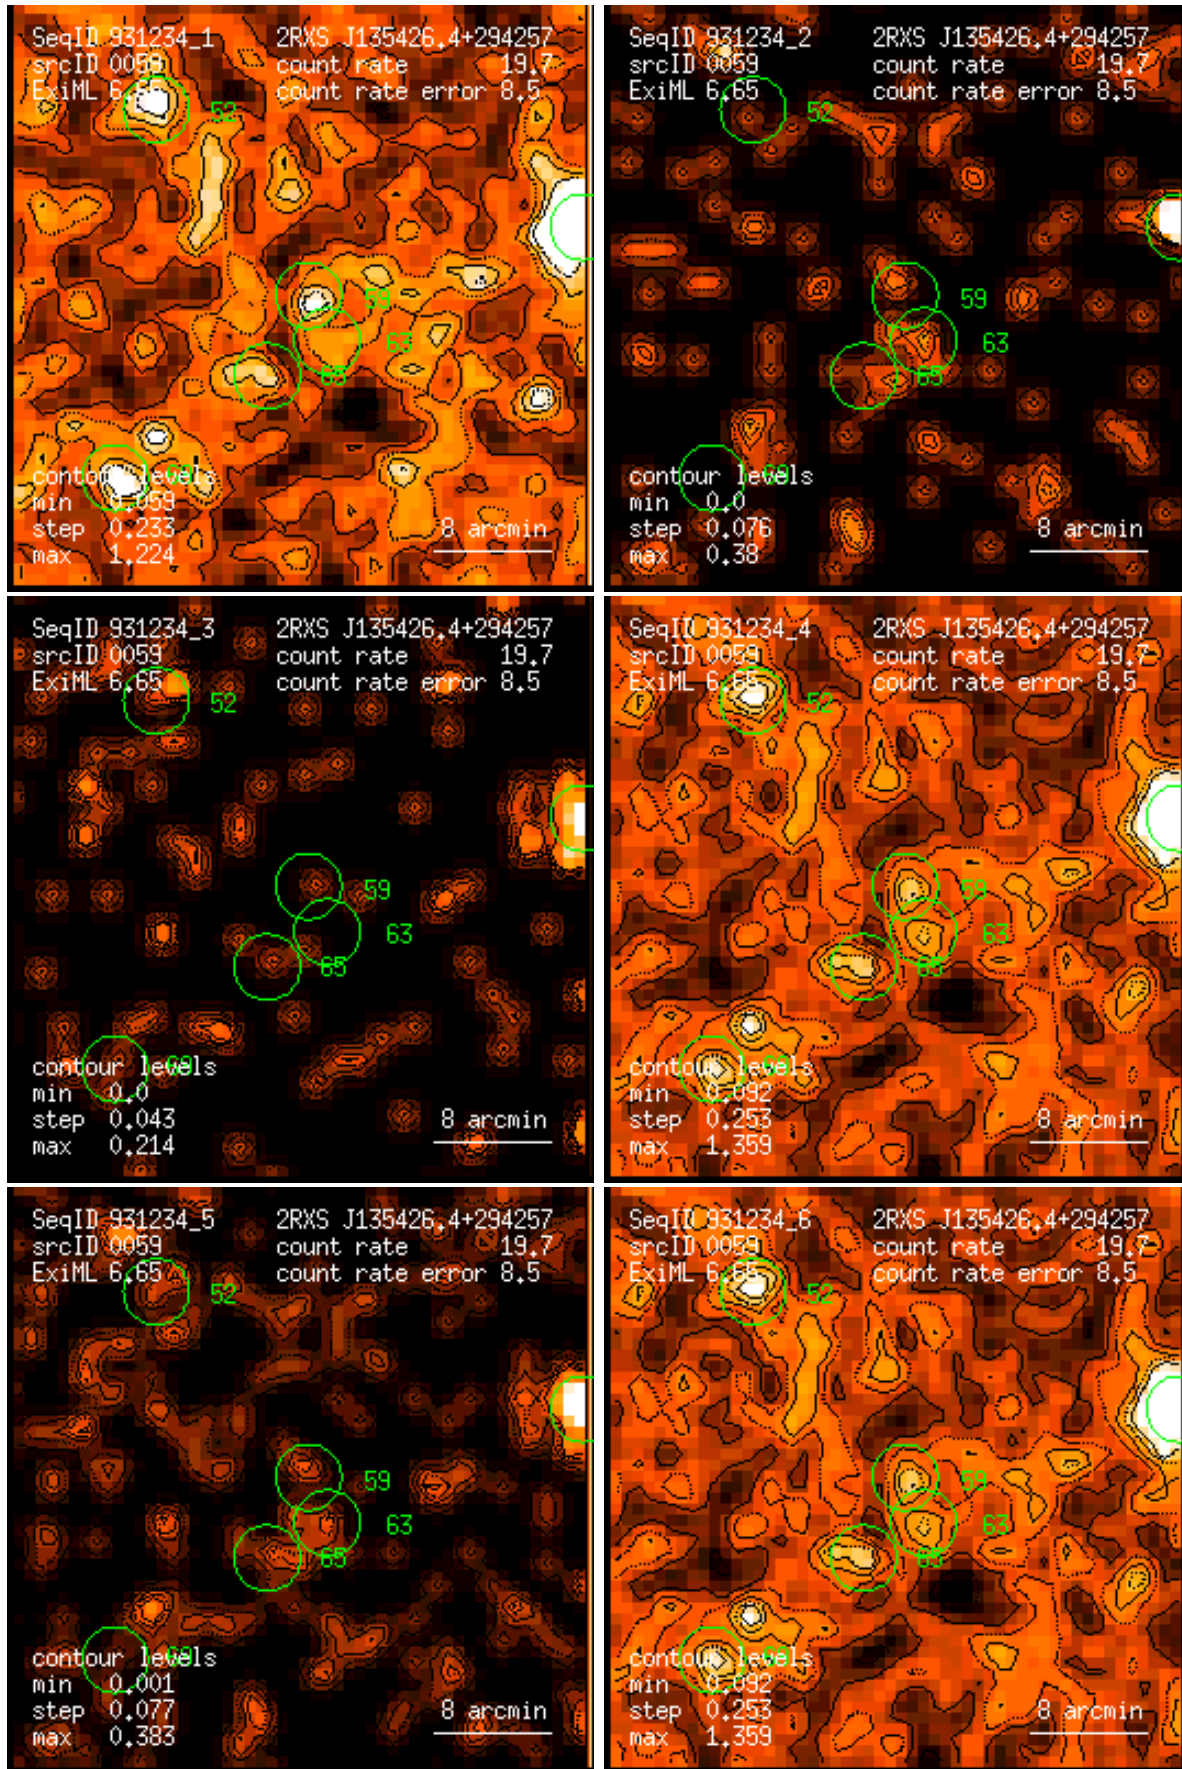 SeqID 931234_1 2RXS J135426.4+294257
srcID 0059 count rate 19.7
ExiML 6.65 count rate error 8.5
52
59
63
65
contour levels
min 0.059
step 0.233 8 arcmin
max 1.224
SeqID 931234_2 2RXS J135426.4+294257
srcID 0059 count rate 19.7
ExiML 6.65 count rate error 8.5
52
59
63
65
contour levels
min 0.0
step 0.076 8 arcmin
max 0.38
SeqID 931234_3 2RXS J135426.4+294257
srcID 0059 count rate 19.7
ExiML 6.65 count rate error 8.5
52
59
63
65
contour levels
min 0.0
step 0.043 8 arcmin
max 0.214
SeqID 931234_4 2RXS J135426.4+294257
srcID 0059 count rate 19.7
ExiML 6.65 count rate error 8.5
52
59
63
65
contour levels
min 0.092
step 0.253 8 arcmin
max 1.359
SeqID 931234_5 2RXS J135426.4+294257
srcID 0059 count rate 19.7
ExiML 6.65 count rate error 8.5
52
59
63
65
contour levels
min 0.001
step 0.077 8 arcmin
max 0.383
SeqID 931234_6 2RXS J135426.4+294257
srcID 0059 count rate 19.7
ExiML 6.65 count rate error 8.5
52
59
63
65
contour levels
min 0.092
step 0.253 8 arcmin
max 1.359